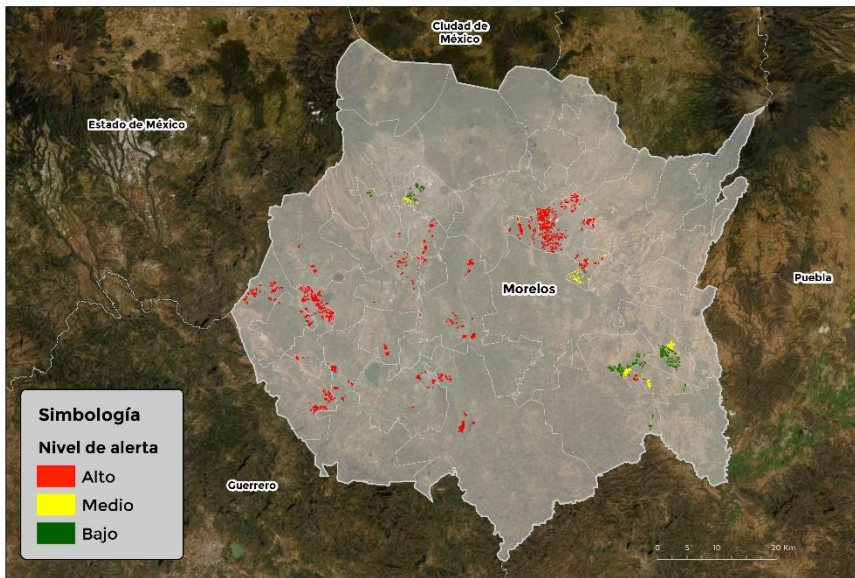 Ciudad de
México
Estado de México
Puebla
Morelos
Guerrero
Simbología
Nivel de alerta
Alto
Medio
Bajo
0 5 10 20 Km